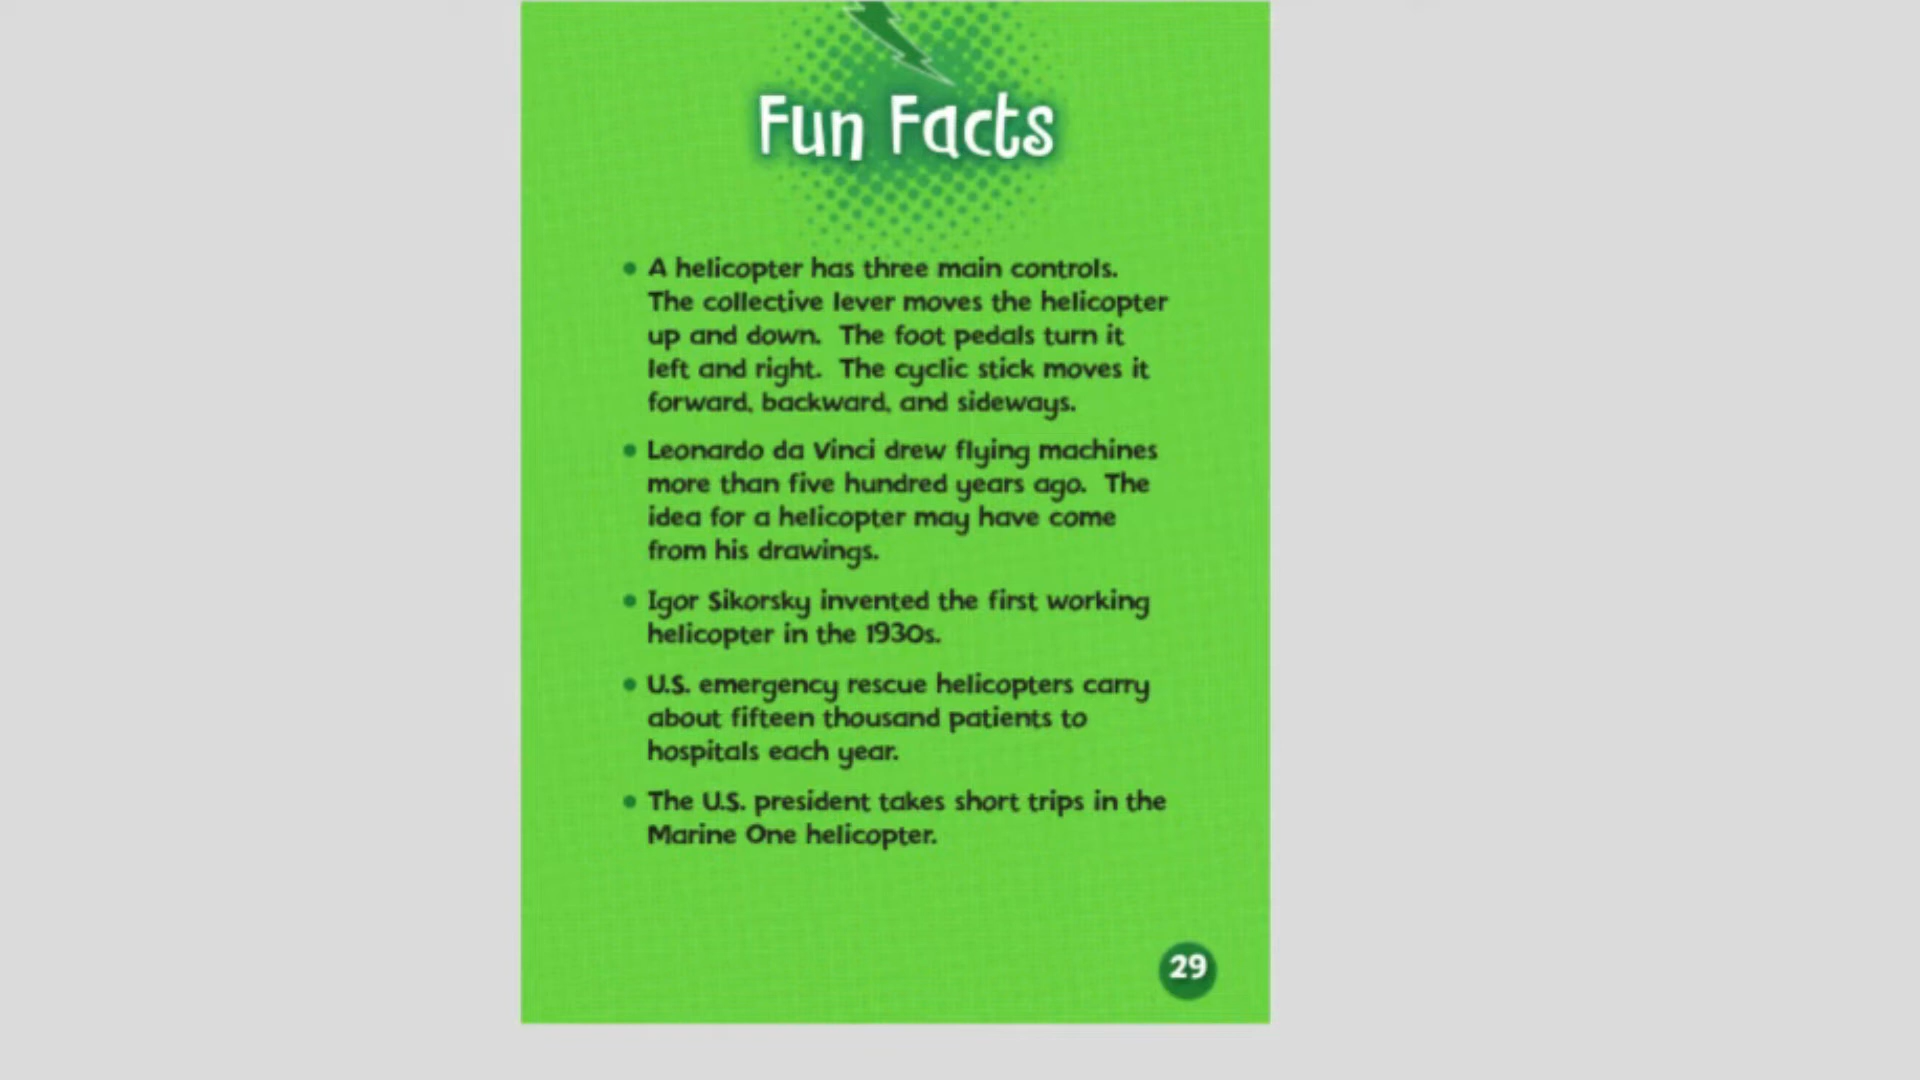 Fun Facts
• A helicopter has three main controls.
The collective lever moves the helicopter
up and down. The foot pedals turn it
left and right. The cyclic stick moves it
forward, backward, and sideways.
• Leonardo da Vinci drew flying machines
more than five hundred years ago. The
idea for a helicopter may have come
from his drawings.
• Igor Sikorsky invented the first working
helicopter in the 1930s.
• U.S. emergency rescue helicopters carry
about fifteen thousand patients to
hospitals each year.
• The U.S. president takes short trips in the
Marine One helicopter.
29